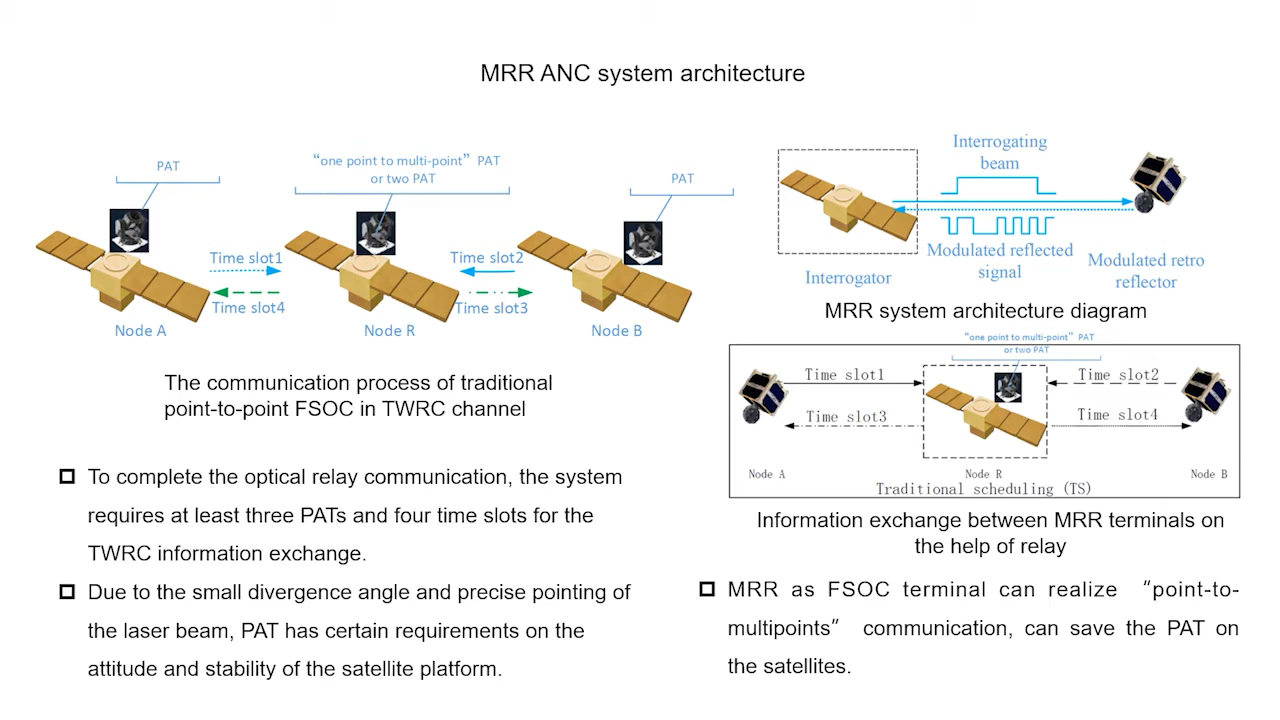 MRR ANC system architecture
PAT
“one point to multi-point” PAT
or two PAT
PAT
Time slot1
Time slot2
Time slot4
Time slot3
Node A
Node R
Node B
The communication process of traditional
point-to-point FSOC in TWRC channel
To complete the optical relay communication, the system
requires at least three PATs and four time slots for the
TWRC information exchange.
Due to the small divergence angle and precise pointing of
the laser beam, PAT has certain requirements on the
attitude and stability of the satellite platform.
Interrogating
beam
Modulated reflected
signal
Interrogator
Modulated retro
reflector
MRR system architecture diagram
“one point to multi-point” PAT
or two PAT
Time slot1
Time slot2
Time slot3
Time slot4
Node A
Node R
Node B
Traditional scheduling (TS)
Information exchange between MRR terminals on
the help of relay
MRR as FSOC terminal can realize “point-to-
multipoints” communication, can save the PAT on
the satellites.